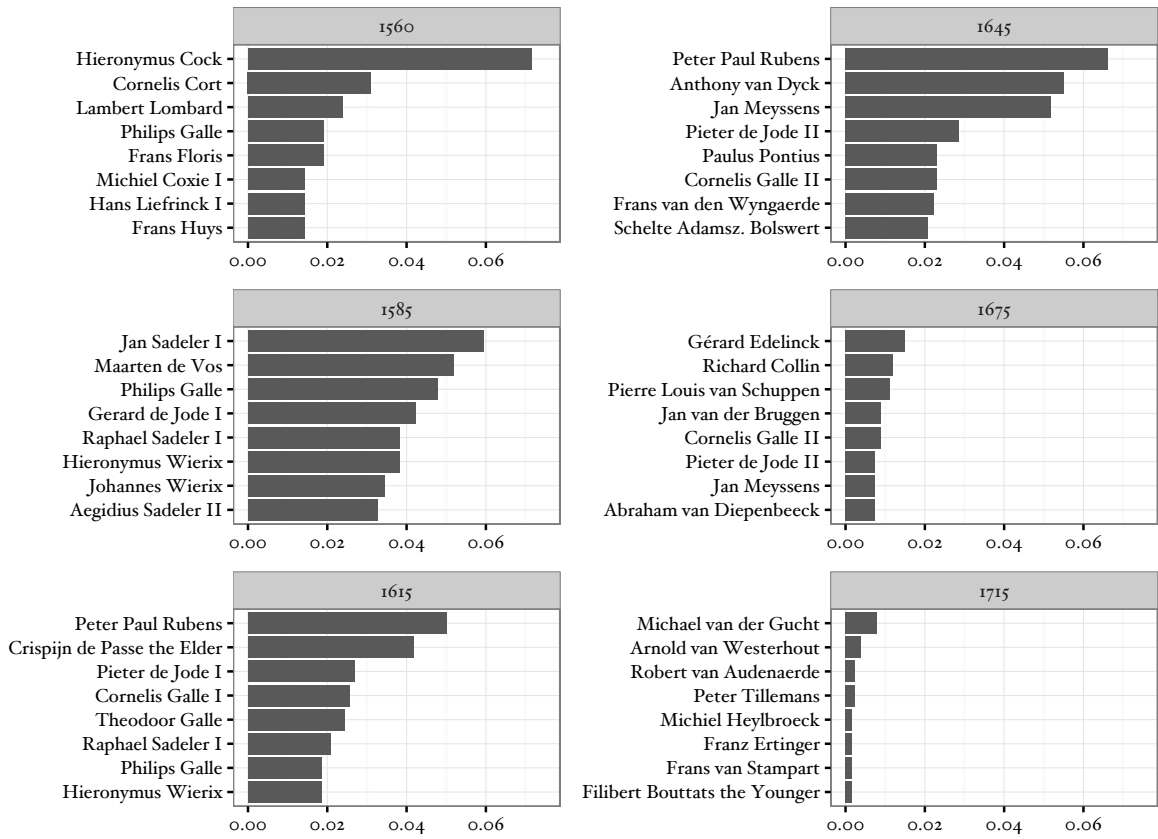 1560
Hieronymus Cock
Cornelis Cort
Lambert Lombard
Philips Galle
Frans Floris
Michiel Coxie I
Hans Liefrinck I
Frans Huys
0.00 0.02 0.04 0.06
1585
Jan Sadeler I
Maarten de Vos
Philips Galle
Gerard de Jode I
Raphael Sadeler I
Hieronymus Wierix
Johannes Wierix
Aegidius Sadeler II
0.00 0.02 0.04 0.06
1615
Peter Paul Rubens
Crispijn de Passe the Elder
Pieter de Jode I
Cornelis Galle I
Theodoor Galle
Raphael Sadeler I
Philips Galle
Hieronymus Wierix
0.00 0.02 0.04 0.06
1645
Peter Paul Rubens
Anthony van Dyck
Jan Meyssens
Pieter de Jode II
Paulus Pontius
Cornelis Galle II
Frans van den Wyngaerde
Schelte Adamsz. Bolswert
0.00 0.02 0.04 0.06
1675
Gérard Edelinck
Richard Collin
Pierre Louis van Schuppen
Jan van der Bruggen
Cornelis Galle II
Pieter de Jode II
Jan Meyssens
Abraham van Diepenbeeck
0.00 0.02 0.04 0.06
1715
Michael van der Gucht
Arnold van Westerhout
Robert van Audenaerde
Peter Tillemans
Michiel Heylbroeck
Franz Ertinger
Frans van Stampart
Filibert Bouttats the Younger
0.00 0.02 0.04 0.06